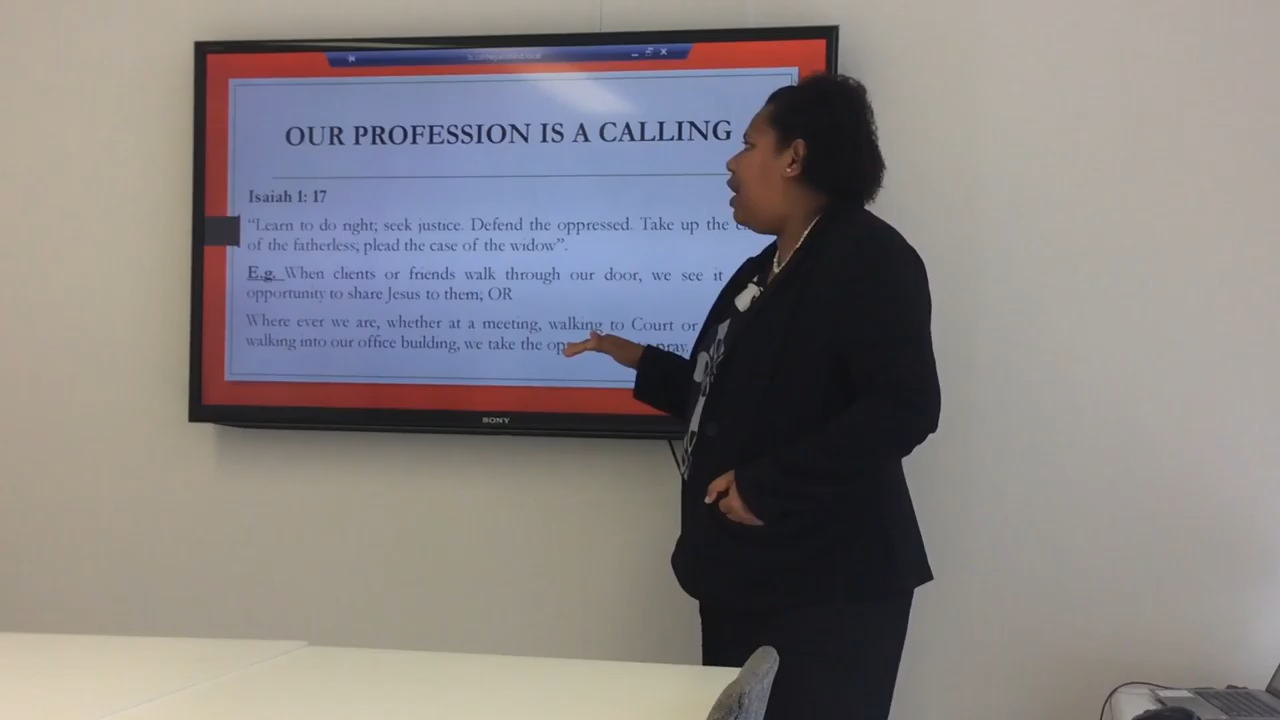 OUR PROFESSION IS A CALLING
Isaiah 1: 17
“Learn to do right; seek justice. Defend the oppressed. Take up the
of the fatherless; plead the case of the widow”.
E.g. When clients or friends walk through our door, we see it
opportunity to share Jesus to them; OR
Where ever we are, whether at a meeting, walking to Court or
walking into our office building, we take the pray.
SONY